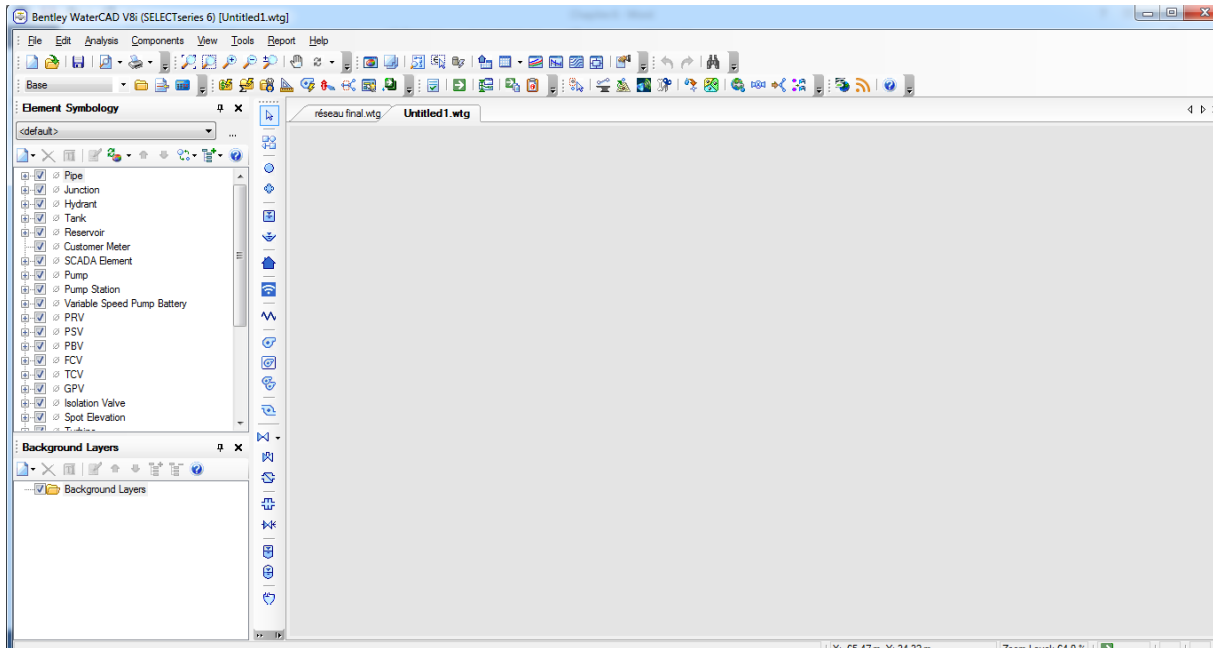 Bentley WaterCAD V8i (SELECTseries 6) [Untitled1.wtg]
File Edit Analysis Components View Tools Report Help
Base
Element Symbology
<default>
...
Pipe
Junction
Hydrant
Tank
Reservoir
Customer Meter
SCADA Element
Pump
Pump Station
Variable Speed Pump Battery
PRV
PSV
PBV
FCV
TCV
GPV
Isolation Valve
Spot Elevation
Background Layers
Background Layers
réseau final.wtg Untitled1.wtg